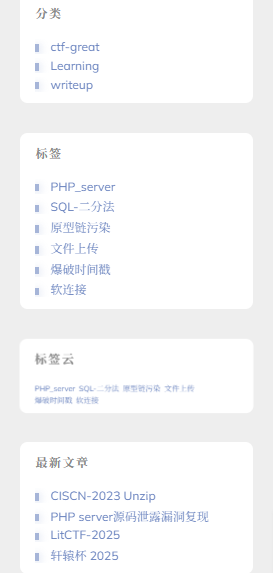 分类
ctf-great
Learning
writeup
标签
PHP_server
SQL-二分法
原型链污染
文件上传
爆破时间戳
软连接
标签云
PHP_server SQL-二分法 原型链污染 文件上传
爆破时间戳 软连接
最新文章
CISCN-2023 Unzip
PHP server源码泄露漏洞复现
LitCTF-2025
轩辕杯 2025